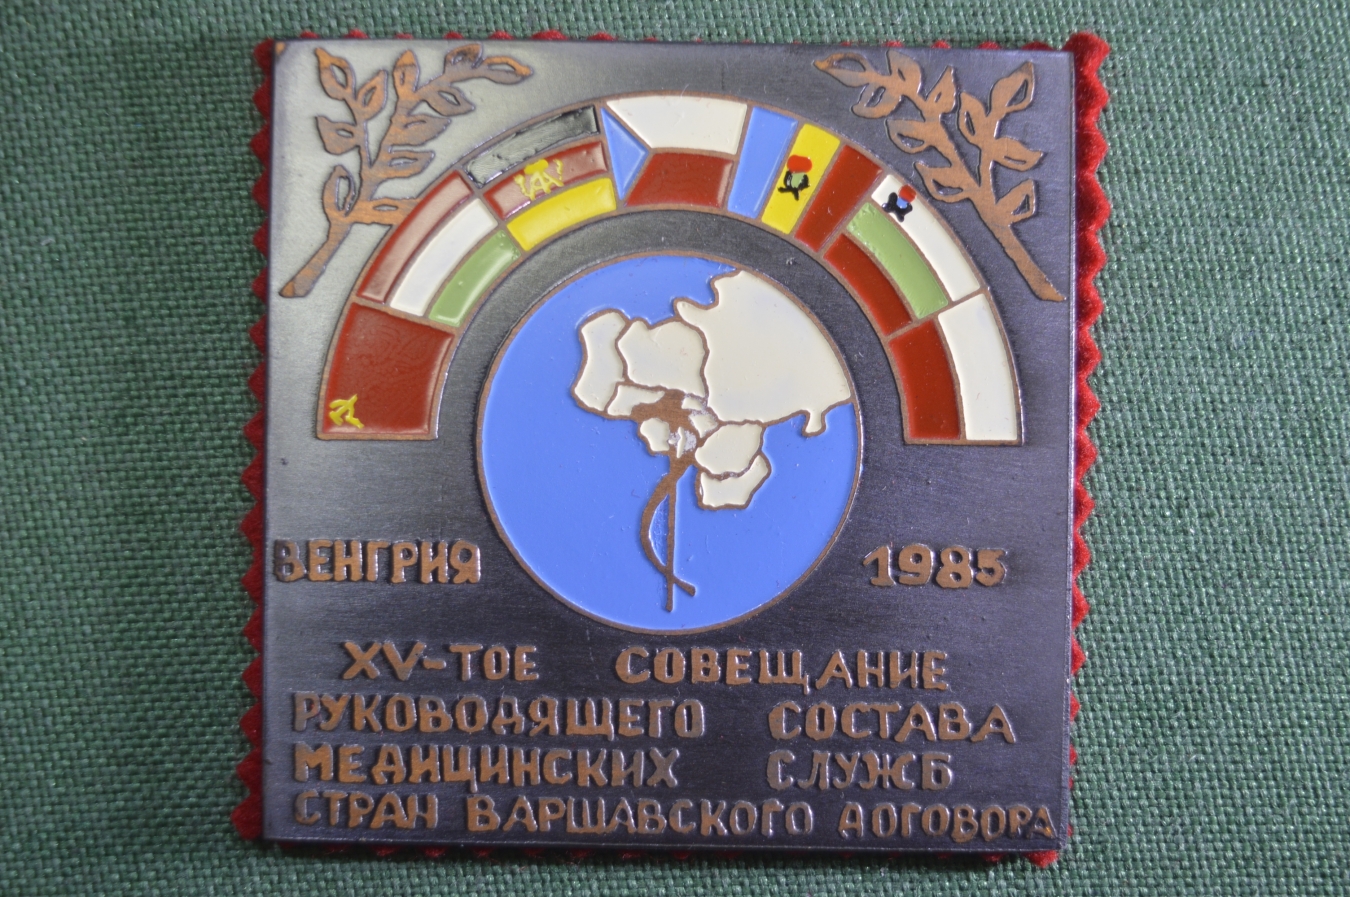 ВЕНГРИЯ 1985
XV-ТОЕ СОВЕЩАНИЕ
РУКОВОДЯЩЕГО СОСТАВА
МЕДИЦИНСКИХ СЛУЖБ
СТРАН ВАРШАВСКОГО ДОГОВОРА